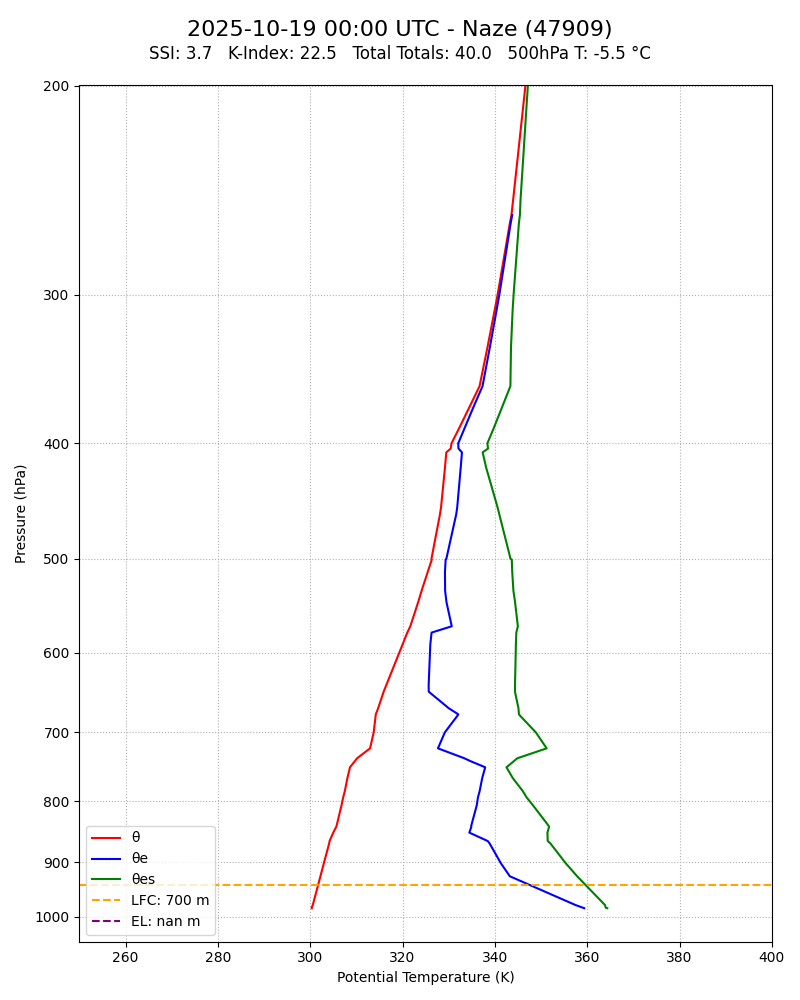 2025-10-19 00:00 UTC - Naze (47909)
SSI: 3.7   K-Index: 22.5   Total Totals: 40.0   500hPa T: -5.5 °C
200
300
400
500
600
700
800
900
1000
Pressure (hPa)
θ
θe
θes
LFC: 700 m
EL: nan m
260
280
300
320
340
360
380
400
Potential Temperature (K)